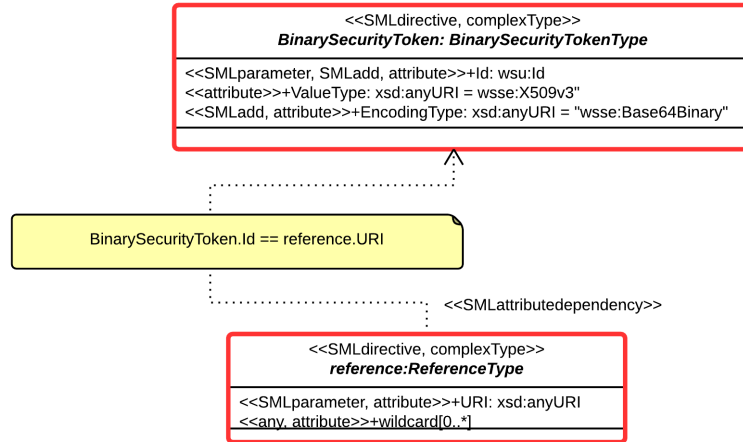 <<SMLdirective, complexType>>
BinarySecurityToken: BinarySecurityTokenType
<<SMLparameter, SMLadd, attribute>>+Id: wsu:Id
<<attribute>>+ValueType: xsd:anyURI = wsse:X509v3"
<<SMLadd, attribute>>+EncodingType: xsd:anyURI = "wsse:Base64Binary"
BinarySecurityToken.Id == reference.URI
<<SMLattributedependency>>
<<SMLdirective, complexType>>
reference:ReferenceType
<<SMLparameter, attribute>>+URI: xsd:anyURI
<<any, attribute>>+wildcard[0..*]